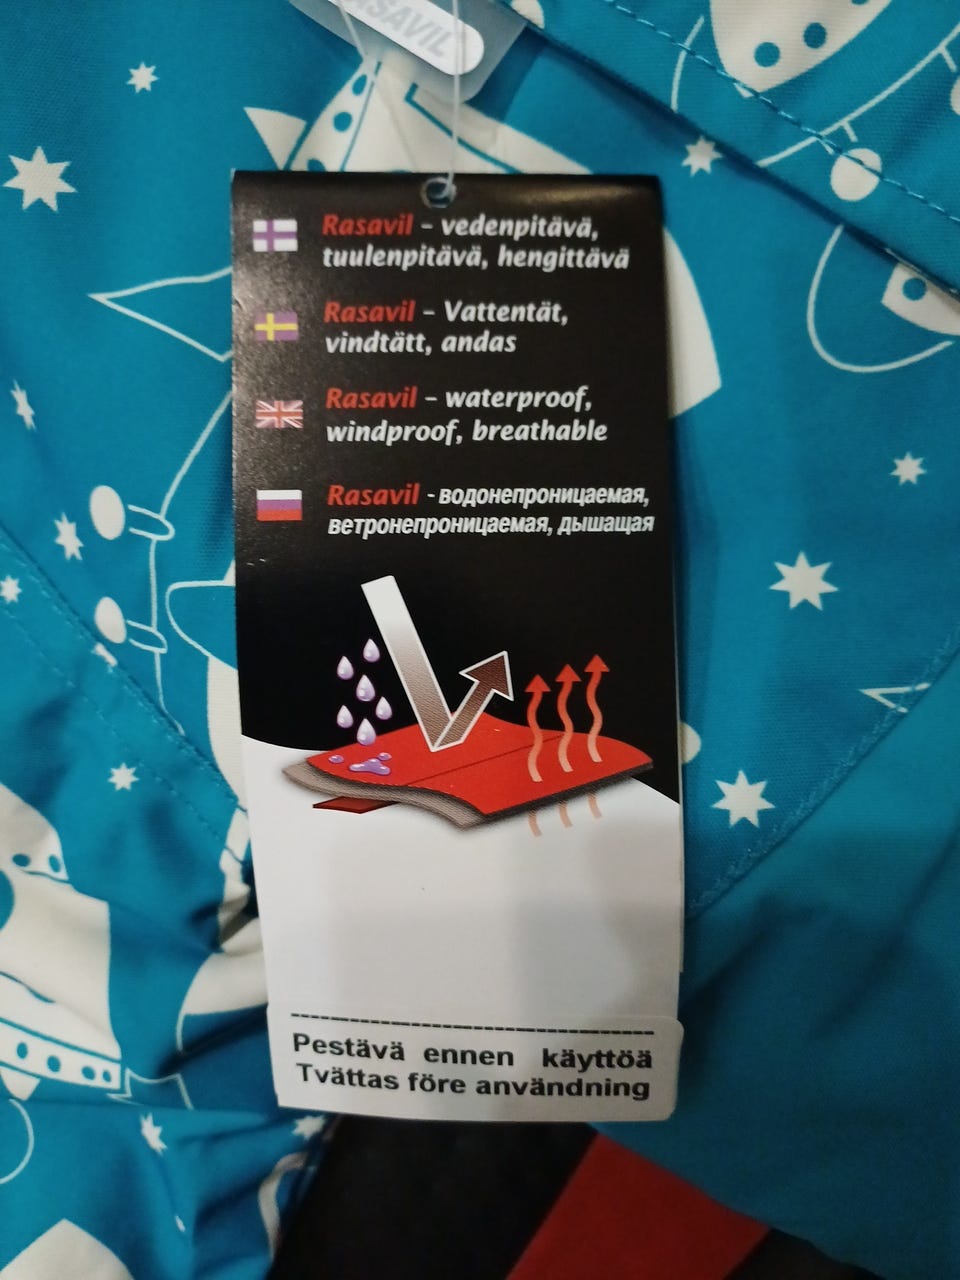 ASAVIL
Rasavil – vedenpitävä,
tuulenpitävä, hengittävä
Rasavil – Vattentät,
vindtätt, andas
Rasavil – waterproof,
windproof, breathable
Rasavil - водонепроницаемая,
ветронепроницаемая, дышащая
Pestävä ennen käyttöä
Tvättas före användning